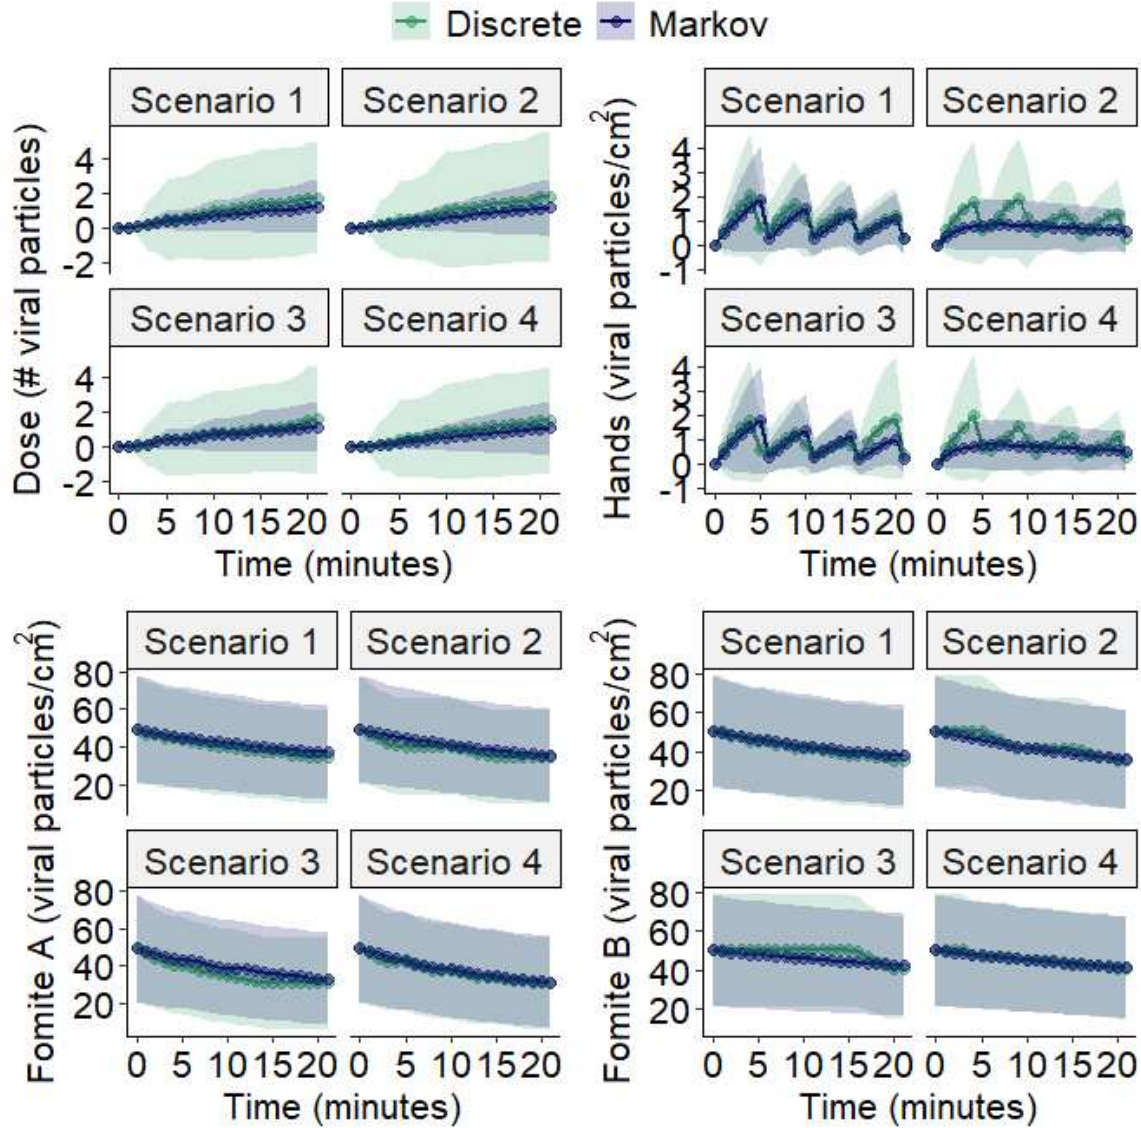 Discrete Markov
Dose (# viral particles)
Scenario 1 Scenario 2
4
2
0
-2
Scenario 3 Scenario 4
4
2
0
-2
0 5 10 15 20 0 5 10 15 20
Time (minutes)
Hands (viral particles/cm²)
Scenario 1 Scenario 2
4
3
2
1
0
-1
Scenario 3 Scenario 4
4
3
2
1
0
-1
0 5 10 15 20 0 5 10 15 20
Time (minutes)
Fomite A (viral particles/cm²)
Scenario 1 Scenario 2
80
60
40
20
Scenario 3 Scenario 4
80
60
40
20
0 5 10 15 20 0 5 10 15 20
Time (minutes)
Fomite B (viral particles/cm²)
Scenario 1 Scenario 2
80
60
40
20
Scenario 3 Scenario 4
80
60
40
20
0 5 10 15 20 0 5 10 15 20
Time (minutes)